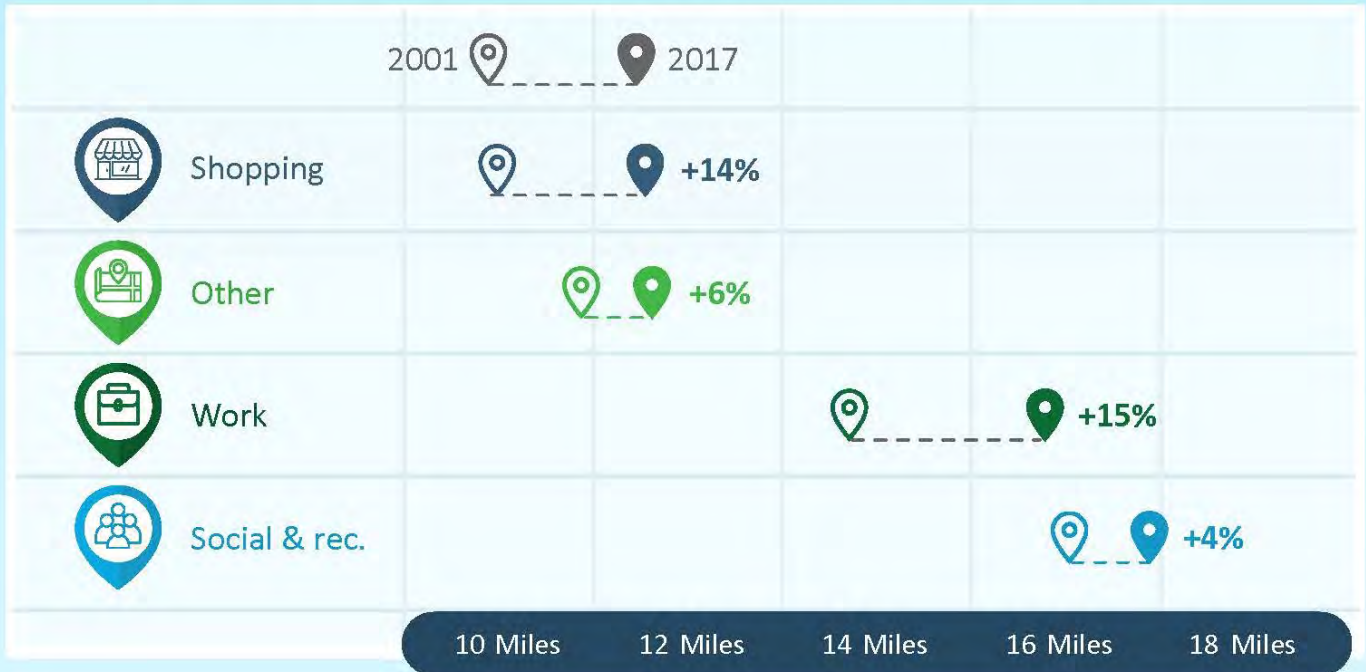 2001 2017
Shopping +14%
Other +6%
Work +15%
Social & rec. +4%
10 Miles 12 Miles 14 Miles 16 Miles 18 Miles